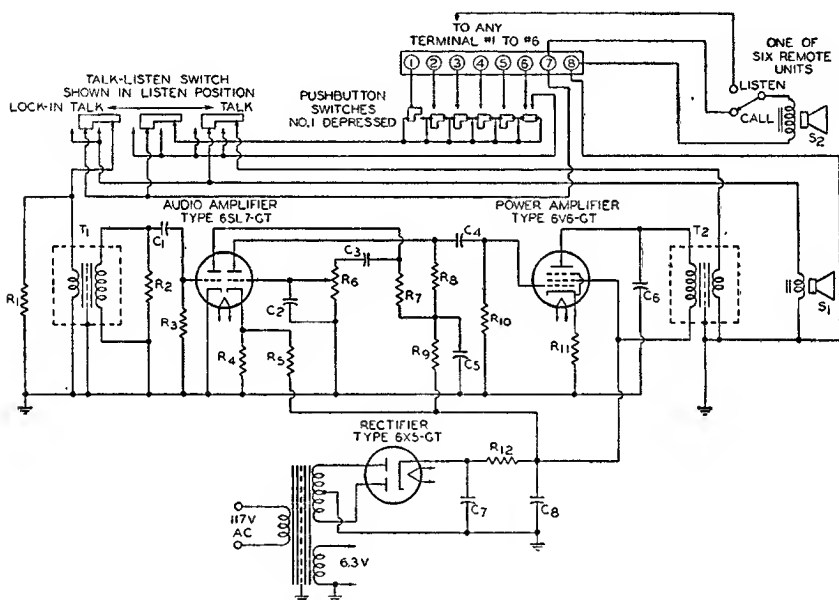 TO ANY
TERMINAL #1 TO #6
ONE OF
SIX REMOTE
UNITS
1 2 3 4 5 6 7 8
TALK-LISTEN SWITCH
SHOWN IN LISTEN POSITION
LOCK-IN TALK
TALK
PUSHBUTTON
SWITCHES
NO.1 DEPRESSED
LISTEN
CALL
S2
AUDIO AMPLIFIER
TYPE 6SL7-GT
POWER AMPLIFIER
TYPE 6V6-GT
T1
C1
C3
C4
T2
R1
R2
R3
C2
R6
R7
R8
R10
C6
S1
R4
R5
R9
C5
R11
RECTIFIER
TYPE 6X5-GT
R12
C7
C8
117V
AC
6.3V